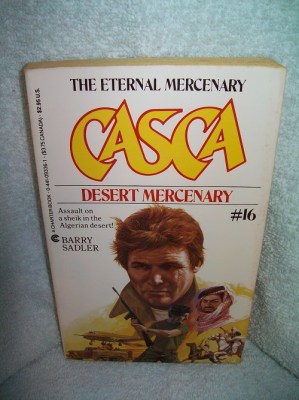 THE ETERNAL MERCENARY
CASCA
DESERT MERCENARY
#16
Assault on
a sheik in the
Algerian desert!
BARRY
SADLER